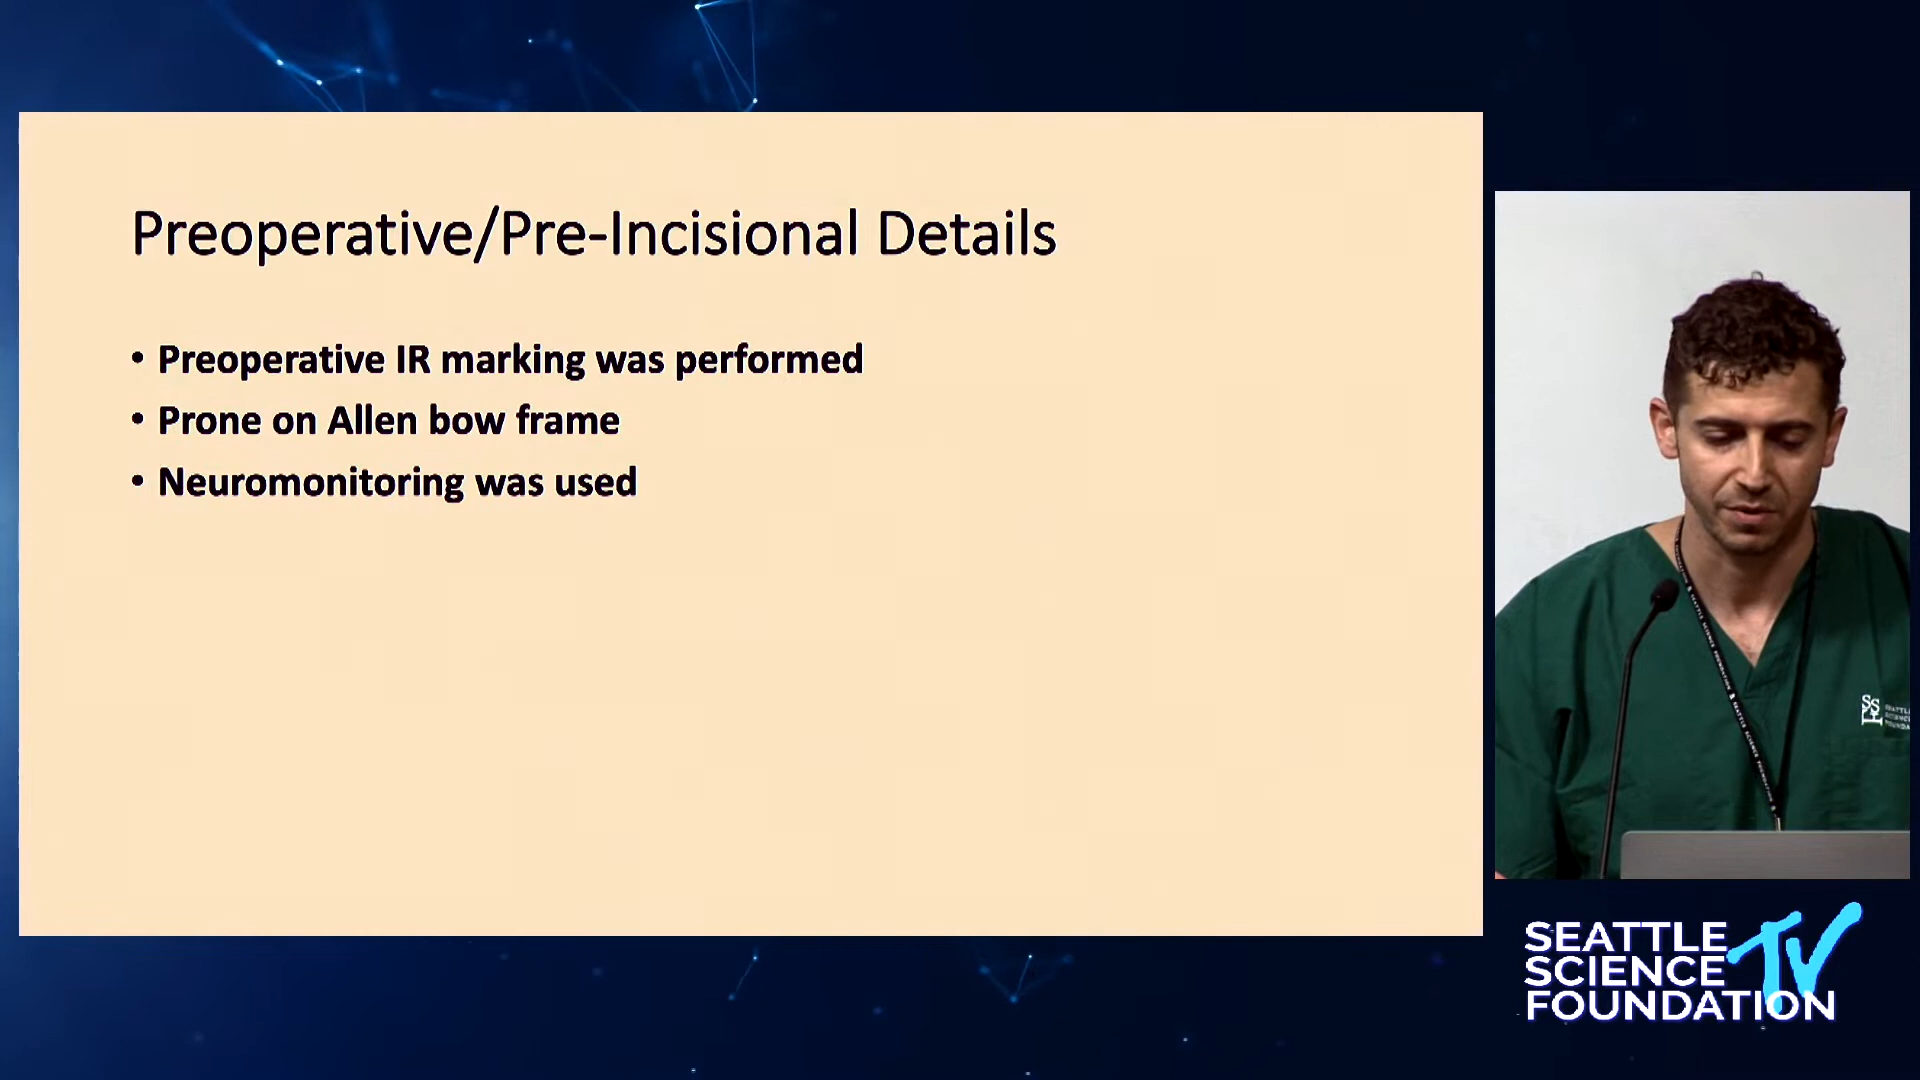 Preoperative/Pre-Incisional Details
• Preoperative IR marking was performed
• Prone on Allen bow frame
• Neuromonitoring was used
SEATTLE
SCIENCE
FOUNDATION
TV